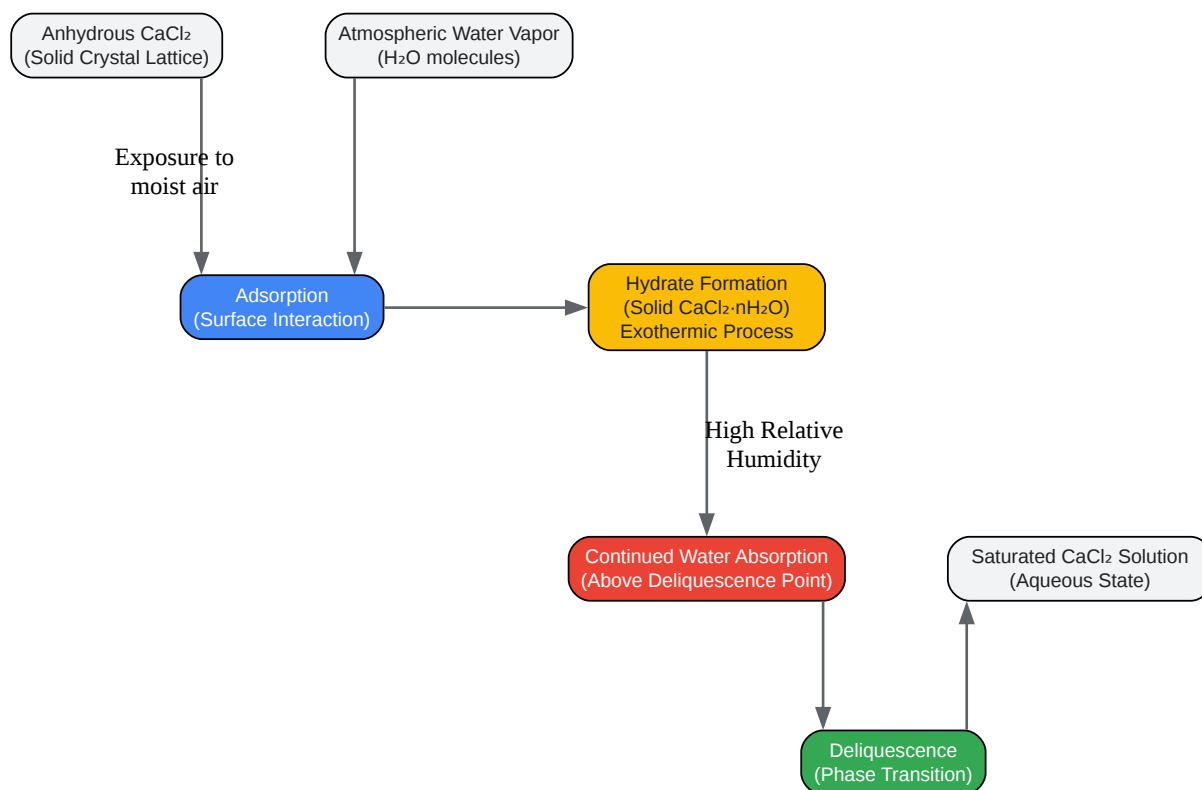 Anhydrous CaCl₂
(Solid Crystal Lattice)
Atmospheric Water Vapor
(H₂O molecules)
Exposure to
moist air
Adsorption
(Surface Interaction)
Hydrate Formation
(Solid CaCl₂·nH₂O)
Exothermic Process
High Relative
Humidity
Continued Water Absorption
(Above Deliquescence Point)
Saturated CaCl₂ Solution
(Aqueous State)
Deliquescence
(Phase Transition)